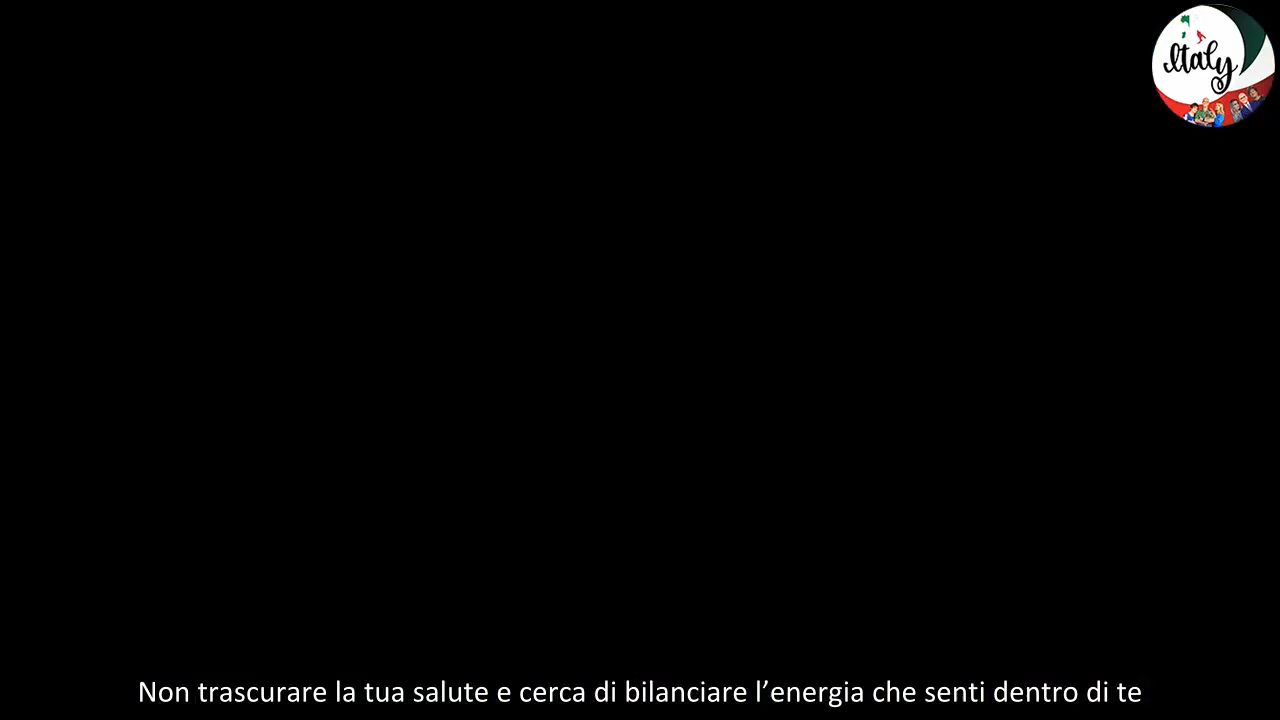 Italy
Non trascurare la tua salute e cerca di bilanciare l’energia che senti dentro di te